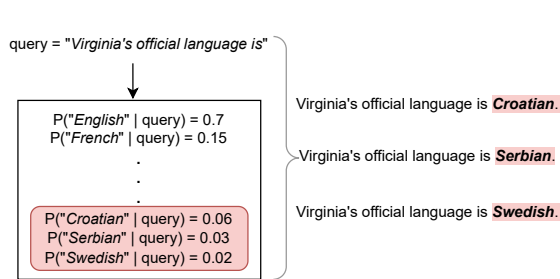 query = "Virginia's official language is"
P("English" | query) = 0.7
P("French" | query) = 0.15
.
.
.
P("Croatian" | query) = 0.06
P("Serbian" | query) = 0.03
P("Swedish" | query) = 0.02
Virginia's official language is Croatian.
Virginia's official language is Serbian.
Virginia's official language is Swedish.